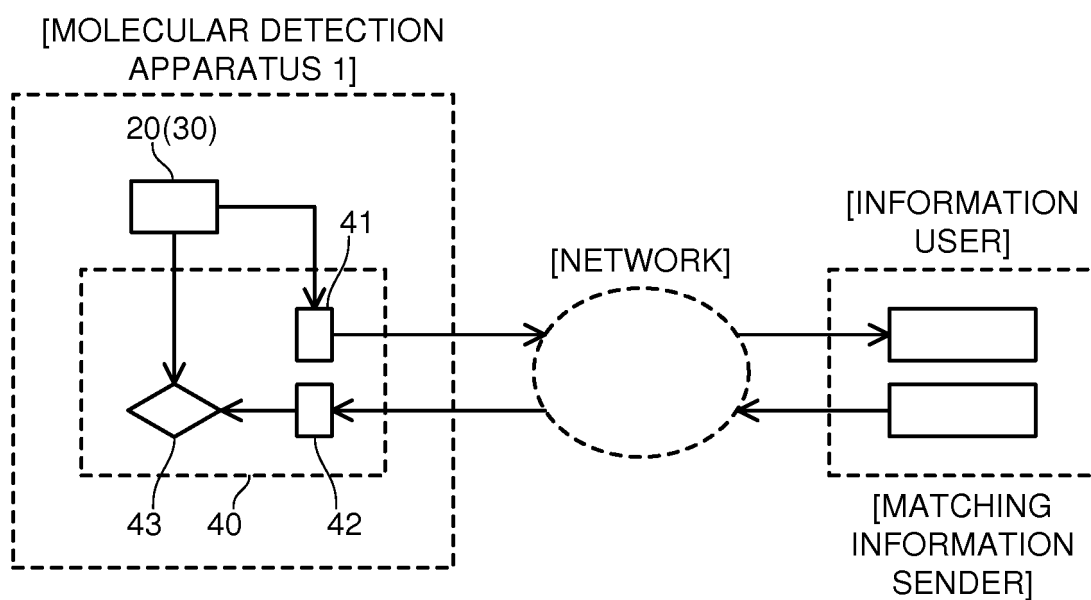 [MOLECULAR DETECTION
APPARATUS 1]
20(30)
41
[NETWORK]
[INFORMATION
USER]
43
40
42
[MATCHING
INFORMATION
SENDER]